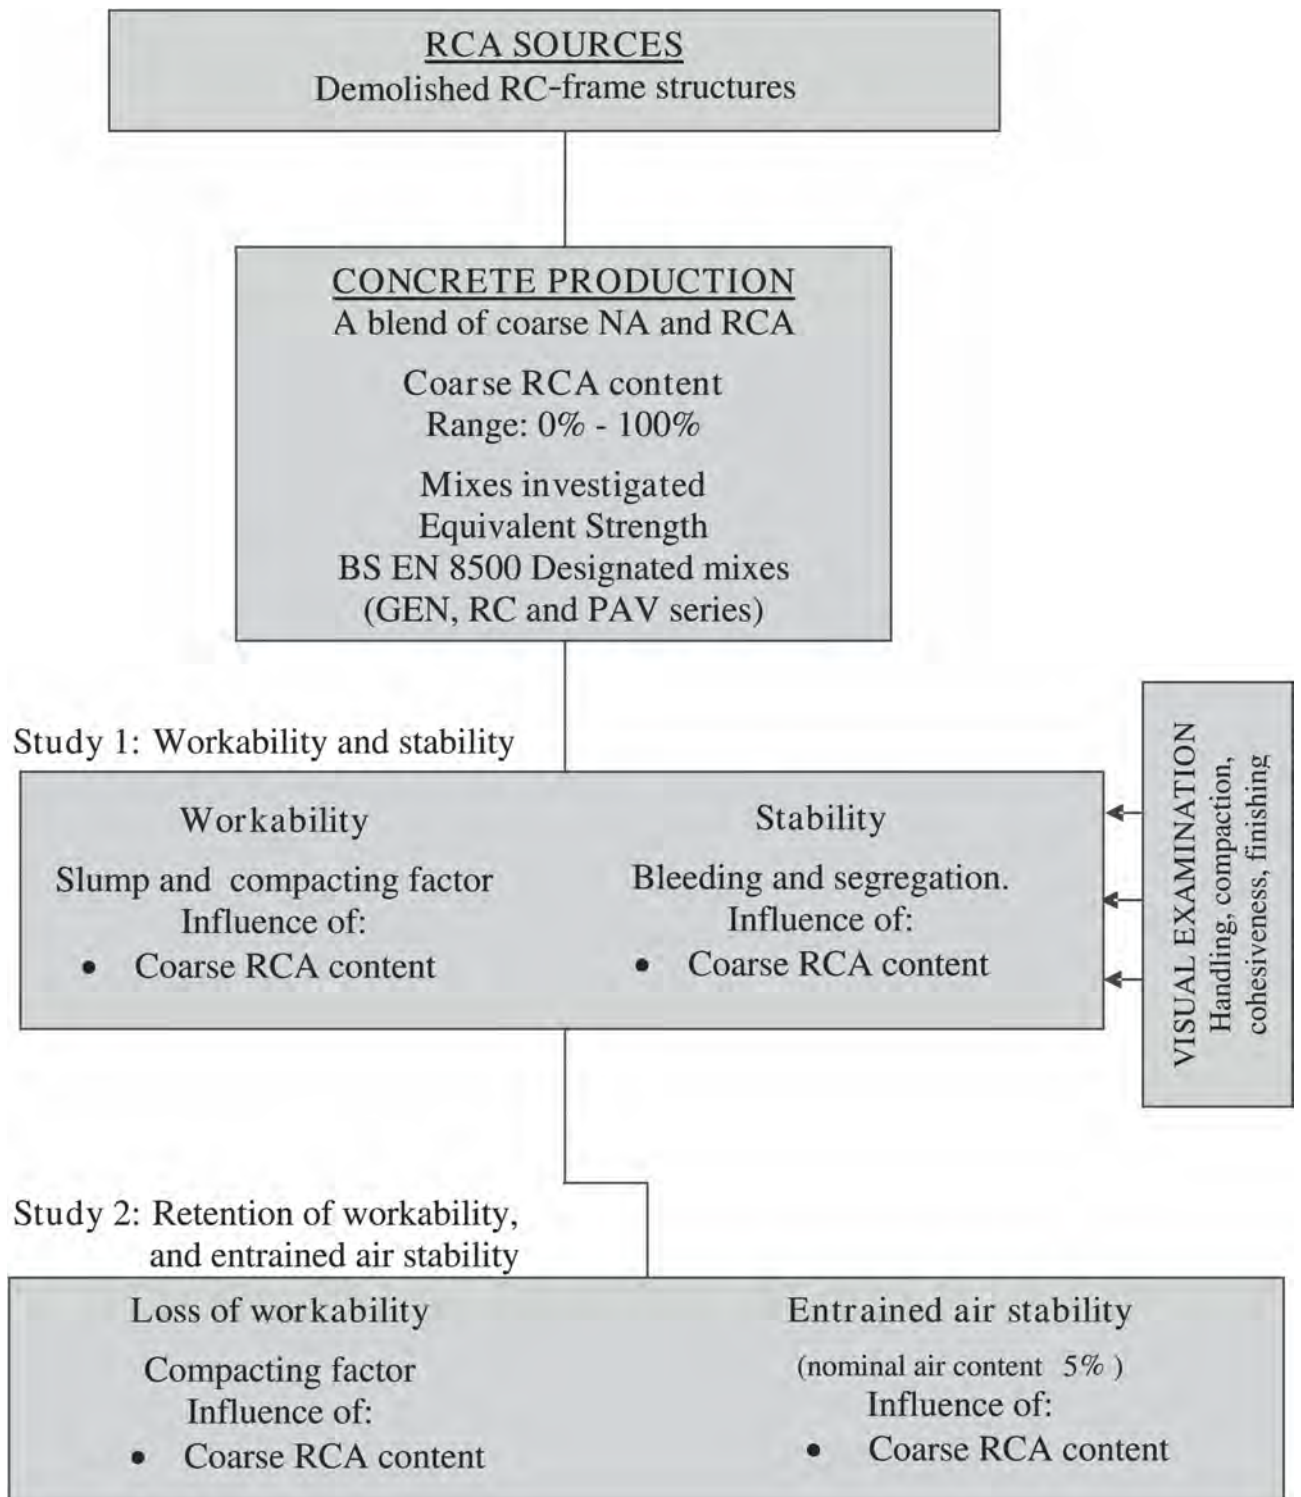 RCA SOURCES
Demolished RC-frame structures
CONCRETE PRODUCTION
A blend of coarse NA and RCA
Coarse RCA content
Range: 0% - 100%
Mixes investigated
Equivalent Strength
BS EN 8500 Designated mixes
(GEN, RC and PAV series)
Study 1: Workability and stability
Workability
Slump and compacting factor
Influence of:
• Coarse RCA content
Stability
Bleeding and segregation.
Influence of:
• Coarse RCA content
VISUAL EXAMINATION
Handling, compaction,
cohesiveness, finishing
Study 2: Retention of workability,
and entrained air stability
Loss of workability
Compacting factor
Influence of:
• Coarse RCA content
Entrained air stability
(nominal air content 5% )
Influence of:
• Coarse RCA content